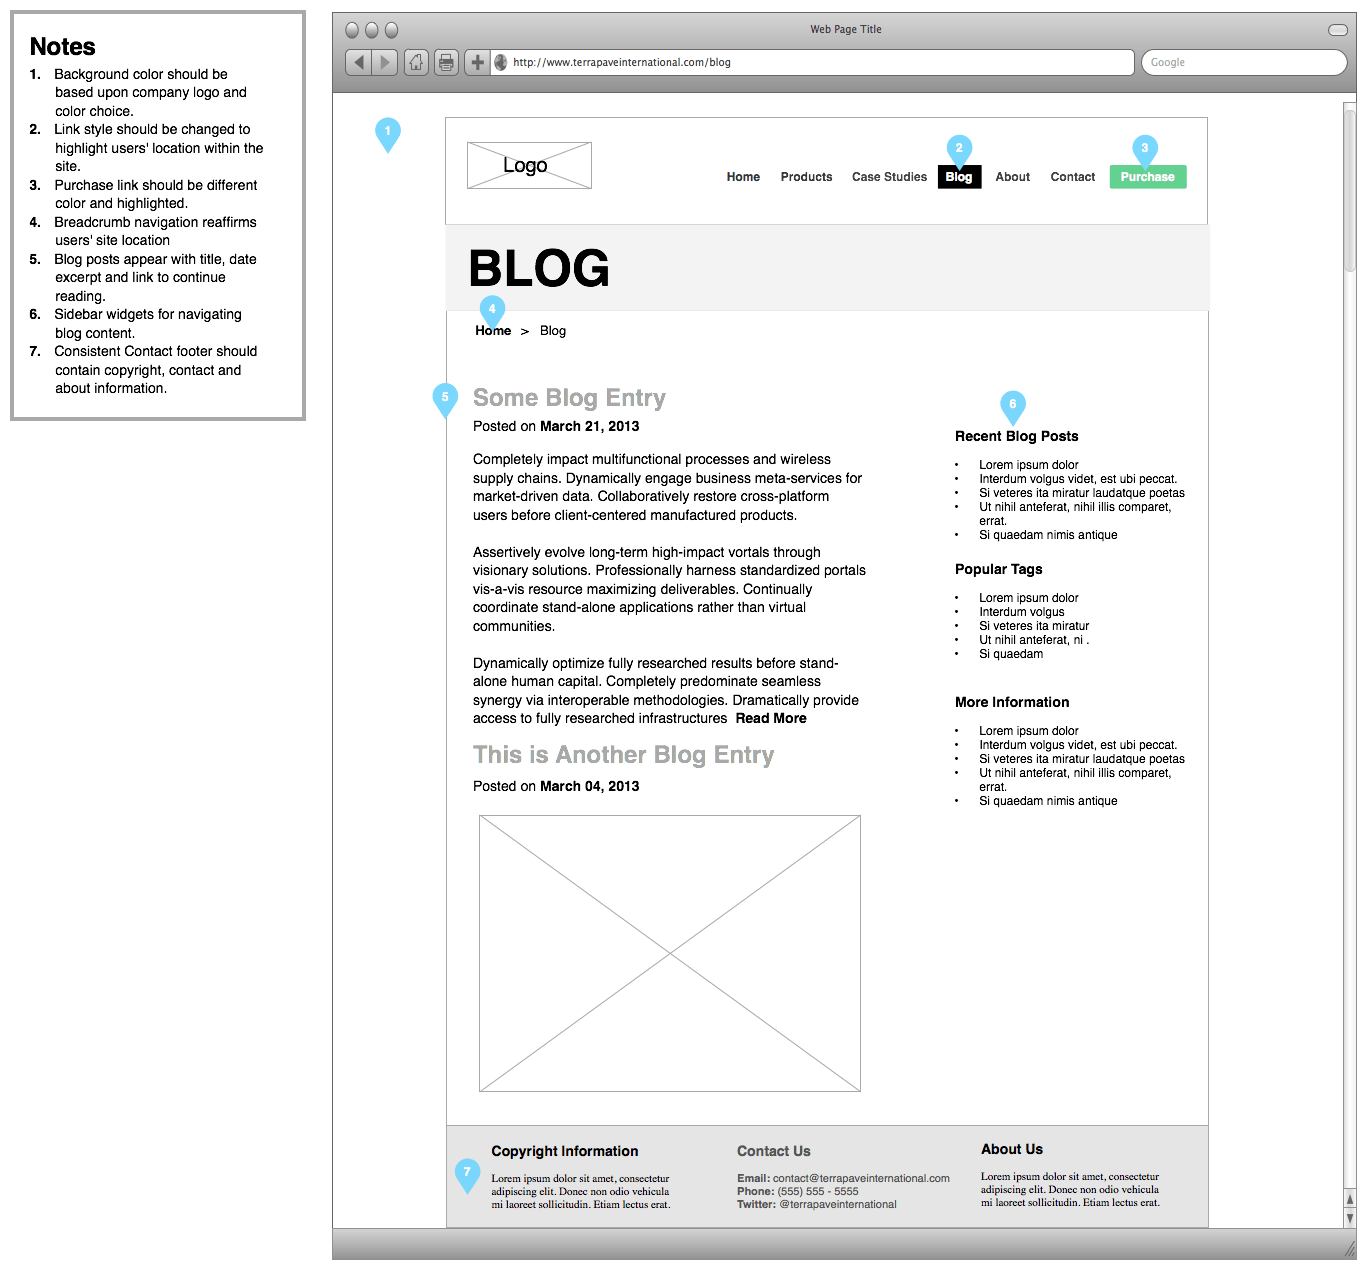 Notes
1. Background color should be
based upon company logo and
color choice.
2. Link style should be changed to
highlight users' location within the
site.
3. Purchase link should be different
color and highlighted.
4. Breadcrumb navigation reaffirms
users' site location
5. Blog posts appear with title, date
excerpt and link to continue
reading.
6. Sidebar widgets for navigating
blog content.
7. Consistent Contact footer should
contain copyright, contact and
about information.
Web Page Title
http://www.terrapaveinternational.com/blog
Google
1
2
3
Logo
Home Products Case Studies Blog About Contact Purchase
BLOG
4
Home > Blog
5
Some Blog Entry
Posted on March 21, 2013
Completely impact multifunctional processes and wireless
supply chains. Dynamically engage business meta-services for
market-driven data. Collaboratively restore cross-platform
users before client-centered manufactured products.
Assertively evolve long-term high-impact vortals through
visionary solutions. Professionally harness standardized portals
vis-a-vis resource maximizing deliverables. Continually
coordinate stand-alone applications rather than virtual
communities.
Dynamically optimize fully researched results before stand-
alone human capital. Completely predominate seamless
synergy via interoperable methodologies. Dramatically provide
access to fully researched infrastructures Read More
This is Another Blog Entry
Posted on March 04, 2013
6
Recent Blog Posts
• Lorem ipsum dolor
• Interdum volgus videt, est ubi peccat.
• Si veteres ita miratur laudatque poetas
• Ut nihil anteferat, nihil illis comparet,
errat.
• Si quaedam nimis antique
Popular Tags
• Lorem ipsum dolor
• Interdum volgus
• Si veteres ita miratur
• Ut nihil anteferat, ni .
• Si quaedam
More Information
• Lorem ipsum dolor
• Interdum volgus videt, est ubi peccat.
• Si veteres ita miratur laudatque poetas
• Ut nihil anteferat, nihil illis comparet,
errat.
• Si quaedam nimis antique
7
Copyright Information
Lorem ipsum dolor sit amet, consectetur
adipiscing elit. Donec non odio vehicula
mi laoreet sollicitudin. Etiam lectus erat.
Contact Us
Email: contact@terrapaveinternational.com
Phone: (555) 555 - 5555
Twitter: @terrapaveinternational
About Us
Lorem ipsum dolor sit amet, consectetur
adipiscing elit. Donec non odio vehicula
mi laoreet sollicitudin. Etiam lectus erat.